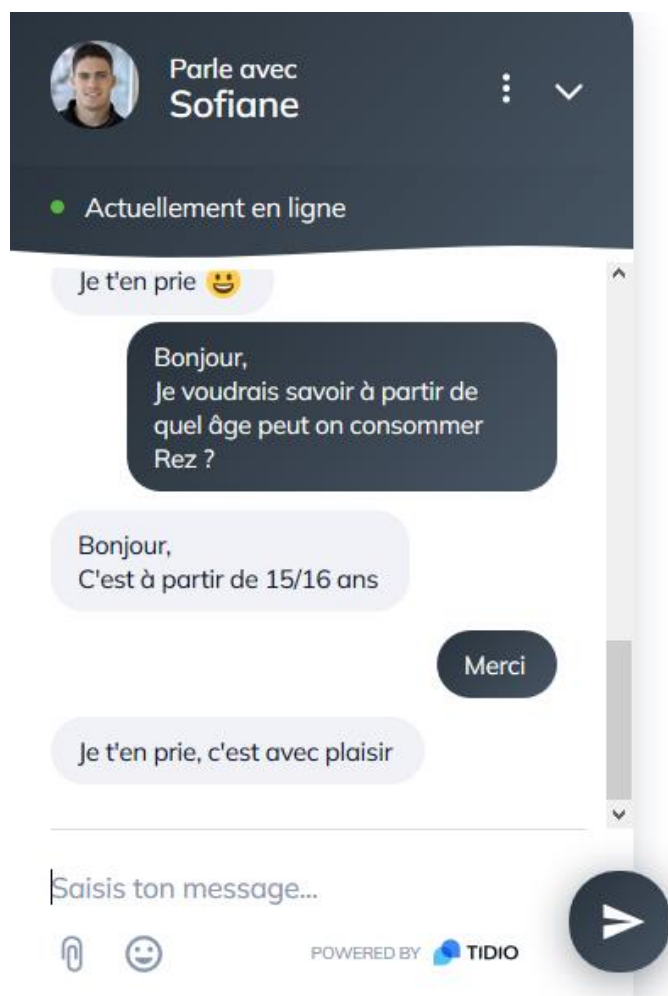 Parle avec
Sofiane
Actuellement en ligne
Je t'en prie 😃
Bonjour,
Je voudrais savoir à partir de
quel âge peut on consommer
Rez ?
Bonjour,
C'est à partir de 15/16 ans
Merci
Je t'en prie, c'est avec plaisir
Saisis ton message...
POWERED BY TIDIO